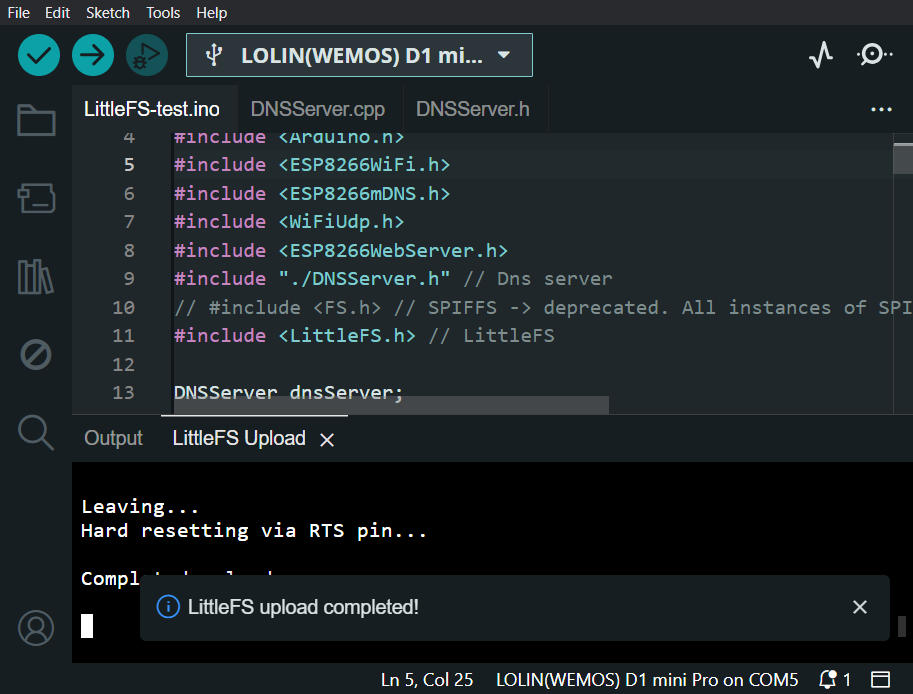 File Edit Sketch Tools Help
LOLIN(WEMOS) D1 mi...
LittleFS-test.ino DNSServer.cpp DNSServer.h ...
4 #include <Arduino.h>
5 #include <ESP8266WiFi.h>
6 #include <ESP8266mDNS.h>
7 #include <WiFiUdp.h>
8 #include <ESP8266WebServer.h>
9 #include "./DNSServer.h" // Dns server
10 // #include <FS.h> // SPIFFS -> deprecated. All instances of SPI
11 #include <LittleFS.h> // LittleFS
12
13 DNSServer dnsServer;
Output LittleFS Upload
Leaving...
Hard resetting via RTS pin...
LittleFS upload completed!
Ln 5, Col 25 LOLIN(WEMOS) D1 mini Pro on COM5 1